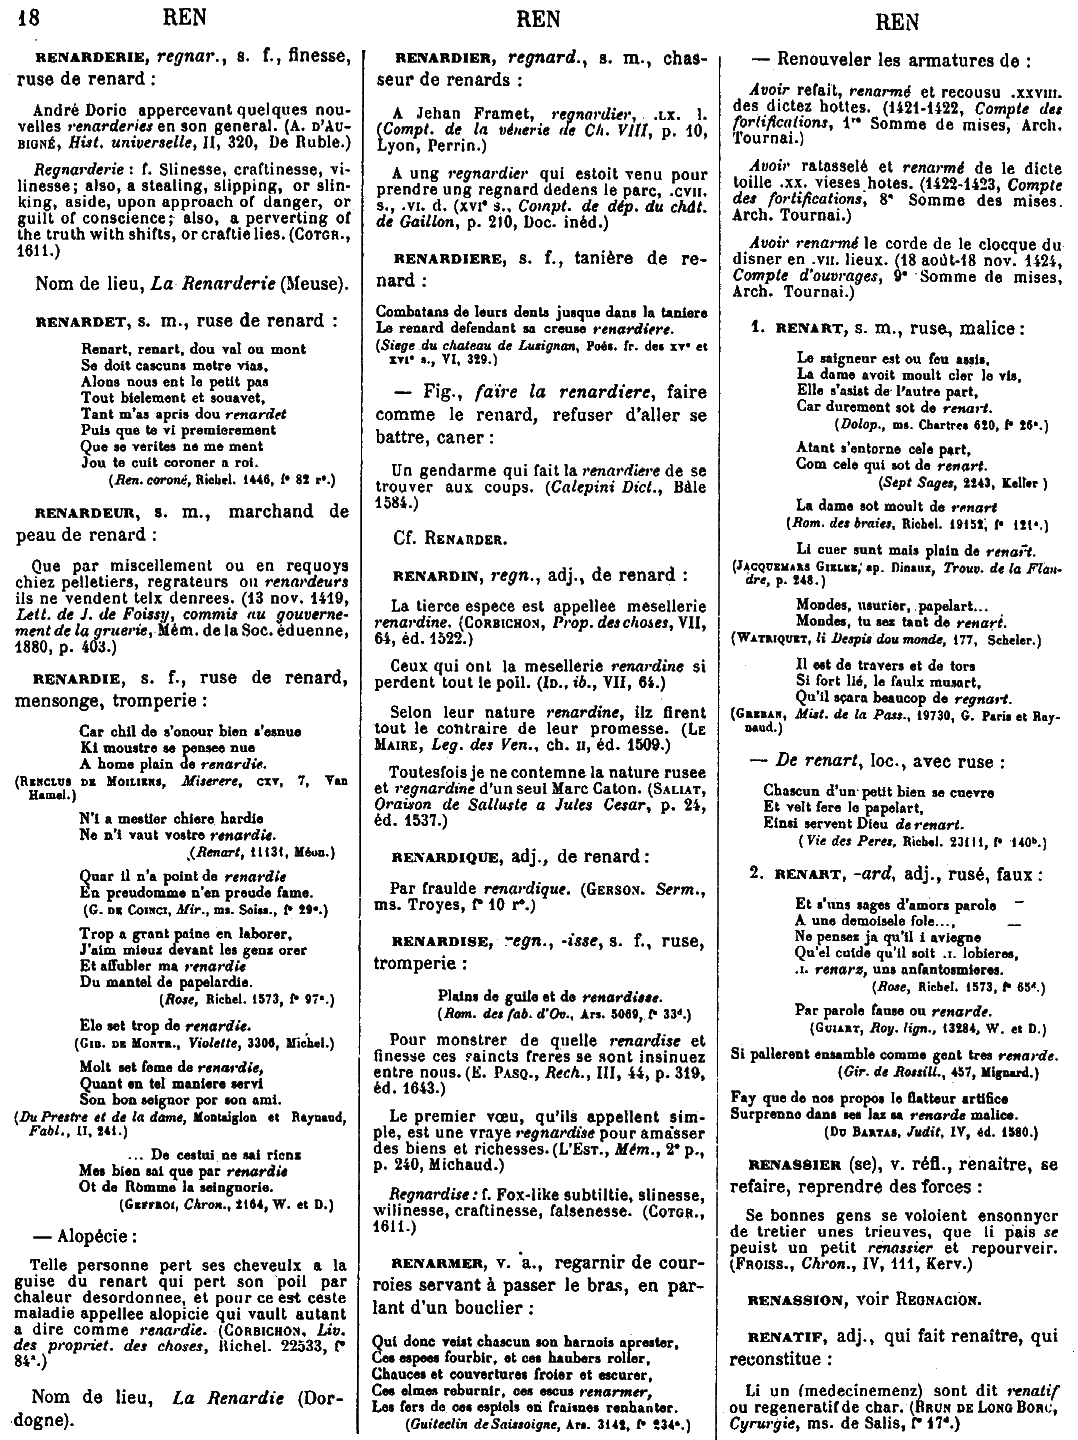 18 REN REN REN
RENARDERIE, regnar., s. f., finesse,
ruse de renard :
André Dorio appercevant quelques nou-
velles renarderies en son general. (A. D'AU-
BIGNÉ, Hist. universelle, II, 320, De Ruble.)
Regnarderie : f. Slinesse, craftinesse, vi-
linesse; also, a stealing, slipping, or slin-
king, aside, upon approach of danger, or
guilt of conscience; also, a perverting of
the truth with shifts, or craftie lies. (COTGR.,
1611.)
Nom de lieu, La Renarderie (Meuse).
RENARDET, s. m., ruse de renard :
Renart, renart, dou val ou mont
Se doit cascuns metre vias,
Alons nous ent le petit pas
Tout bielement et souavet,
Tant m'as apris dou renardet
Puis que te vi premierement
Que se verites ne me ment
Jou te cuit coroner a roi.
(Ren. coroné, Richel. 1446, f° 82 r°.)
RENARDEUR, s. m., marchand de
peau de renard :
Que par miscellement ou en requoys
chiez pelletiers, regrateurs ou renardeurs
ils ne vendent telx denrees. (13 nov. 1419,
Lett. de J. de Foissy, commis au gouverne-
ment de la gruerie, Mém. de la Soc. éduenne,
1880, p. 403.)
RENARDIE, s. f., ruse de renard,
mensonge, tromperie :
Car chil de s'onour bien s'esnue
Ki moustre se pensee nue
A home plain de renardie.
(RENCLUS DE MOILIENS, Miserere, CXV, 7, Van
Hamel.)
N'i a mestier chiere hardie
Ne n'i vaut vostre renardie.
(Renart, 11131, Méon.)
Quar il n'a point de renardie
En preudomme n'en preude fame.
(G. DE COINCI, Mir., ms. Soiss., f° 29°.)
Trop a grant paine en laborer,
J'aim mieux devant les genz orer
Et affubler ma renardie
Du mantel de papelardie.
(Rose, Richel. 1573, f° 97ª.)
Ele set trop de renardie.
(GIB. DE MONTR., Violette, 3306, Michel.)
Molt set feme de renardie,
Quant en tel maniere servi
Son bon seignor por son ami.
(Du Prestre et de la dame, Montaiglon et Raynaud,
Fabl., II, 241.)
... De cestui ne sai riens
Mes bien sai que par renardie
Ot de Romme la seingnorie.
(GEFFROI, Chron., 2164, W. et D.)
— Alopécie :
Telle personne pert ses cheveulx a la
guise du renart qui pert son poil par
chaleur desordonnee, et pour ce est ceste
maladie appellee alopicie qui vault autant
a dire comme renardie. (CORBICHON, Liv.
des propriet. des choses, Richel. 22533, f°
84ª.)
Nom de lieu, La Renardie (Dor-
dogne).
RENARDIER, regnard., s. m., chas-
seur de renards :
A Jehan Framet, regnardier, .LX. l.
(Compt. de la vénerie de Ch. VIII, p. 10,
Lyon, Perrin.)
A ung regnardier qui estoit venu pour
prendre ung regnard dedens le parc, .CVII.
s., .VI. d. (XVIᵉ s., Compt. de dép. du chât.
de Gaillon, p. 210, Doc. inéd.)
RENARDIERE, s. f., tanière de re-
nard :
Combatans de leurs dents jusque dans la taniere
Le renard defendant sa creuse renardiere.
(Siege du chateau de Lusignan, Poés. fr. des XVᵉ et
XVIᵉ s., VI, 329.)
— Fig., faire la renardiere, faire
comme le renard, refuser d'aller se
battre, caner :
Un gendarme qui fait la renardiere de se
trouver aux coups. (Calepini Dict., Bâle
1584.)
Cf. RENARDER.
RENARDIN, regn., adj., de renard :
La tierce espece est appellee mesellerie
renardine. (CORBICHON, Prop. des choses, VII,
64, éd. 1522.)
Ceux qui ont la mesellerie renardine si
perdent tout le poil. (ID., ib., VII, 64.)
Selon leur nature renardine, ilz firent
tout le contraire de leur promesse. (LE
MAIRE, Leg. des Ven., ch. II, éd. 1509.)
Toutesfois je ne contemne la nature rusee
et regnardine d'un seul Marc Caton. (SALIAT,
Oraison de Salluste a Jules Cesar, p. 24,
éd. 1537.)
RENARDIQUE, adj., de renard :
Par fraulde renardique. (GERSON. Serm.,
ms. Troyes, f° 10 r°.)
RENARDISE, regn., -isse, s. f., ruse,
tromperie :
Plains de guile et de renardisse.
(Rom. des fab. d'Ov., Ars. 5069, f° 33ᵈ.)
Pour monstrer de quelle renardise et
finesse ces saincts freres se sont insinuez
entre nous. (E. PASQ., Rech., III, 44, p. 319,
éd. 1643.)
Le premier vœu, qu'ils appellent sim-
ple, est une vraye regnardise pour amasser
des biens et richesses. (L'EST., Mém., 2ᵉ p.,
p. 240, Michaud.)
Regnardise : f. Fox-like subtiltie, slinesse,
wilinesse, craftinesse, falsenesse. (COTGR.,
1611.)
RENARMER, v. a., regarnir de cour-
roies servant à passer le bras, en par-
lant d'un bouclier :
Qui donc veist chascun son harnois aprester,
Ces espees fourbir, et ces haubers roller,
Chauces et couvertures froier et escurer,
Ces elmes reburnir, ces escus renarmer,
Les fers de ces espiels en fraisnes renhanter.
(Guiteclin de Saissoigne, Ars. 3142, f° 234ᵉ.)
— Renouveler les armatures de :
Avoir refait, renarmé et recousu .XXVIII.
des dictez hottes. (1421-1422, Compte des
fortifications, 1ʳᵉ Somme de mises, Arch.
Tournai.)
Avoir ratasselé et renarmé de le dicte
toille .XX. vieses hotes. (1422-1423, Compte
des fortifications, 8ᵉ Somme des mises.
Arch. Tournai.)
Avoir renarmé le corde de le clocque du
disner en .VII. lieux. (18 août-18 nov. 1424,
Compte d'ouvrages, 9ᵉ Somme de mises,
Arch. Tournai.)
1. RENART, s. m., ruse, malice :
Le saigneur est ou feu assis,
La dame avoit moult cler le vis,
Elle s'asist de l'autre part,
Car durement sot de renart.
(Dolop., ms. Chartres 620, f° 26ᵉ.)
Atant s'entorne cele part,
Com cele qui sot de renart.
(Sept Sages, 2243, Keller )
La dame sot moult de renart
(Rom. des braies, Richel. 19152, f° 121ᵉ.)
Li cuer sunt mais plain de renart.
(JACQUEMARS GIELEE, ap. Dinaux, Trouv. de la Flan-
dre, p. 248.)
Mondes, usurier, papelart...
Mondes, tu sez tant de renart.
(WATRIQUET, li Despis dou monde, 177, Scheler.)
Il est de travers et de tors
Si fort lié, le faulx musart,
Qu'il sçara beaucop de regnart.
(GREBAN, Mist. de la Pass., 19730, G. Paris et Ray-
naud.)
— De renart, loc., avec ruse :
Chascun d'un petit bien se cuevre
Et velt fere le papelart,
Einsi servent Dieu de renart.
(Vie des Peres, Richel. 23111, f° 140ᵇ.)
2. RENART, -ard, adj., rusé, faux :
Et s'uns sages d'amors parole
A une demoisele fole...,
Ne pensez ja qu'il i aviegne
Qu'el cuide qu'il soit .I. lobieres,
.I. renarz, uns anfantosmieres.
(Rose, Richel. 1573, f° 65ᵈ.)
Par parole fause ou renarde.
(GUIART, Roy. lign., 13284, W. et D.)
Si pallerent ensamble comme gent tres renarde.
(Gir. de Rossill., 457, Mignard.)
Fay que de nos propos le flatteur artifice
Surprenne dans ses laz sa renarde malice.
(DU BARTAS, Judit, IV, éd. 1580.)
RENASSIER (se), v. réfl., renaître, se
refaire, reprendre des forces :
Se bonnes gens se voloient ensonnyer
de tretier unes trieuves, que li pais se
peuist un petit renassier et repourveir.
(FROISS., Chron., IV, 111, Kerv.)
RENASSION, voir REGNACION.
RENATIF, adj., qui fait renaître, qui
reconstitue :
Li un (medecinemenz) sont dit renatif
ou regeneratif de char. (BRUN DE LONG BORC,
Cyrurgie, ms. de Salis, f° 17ᵈ.)